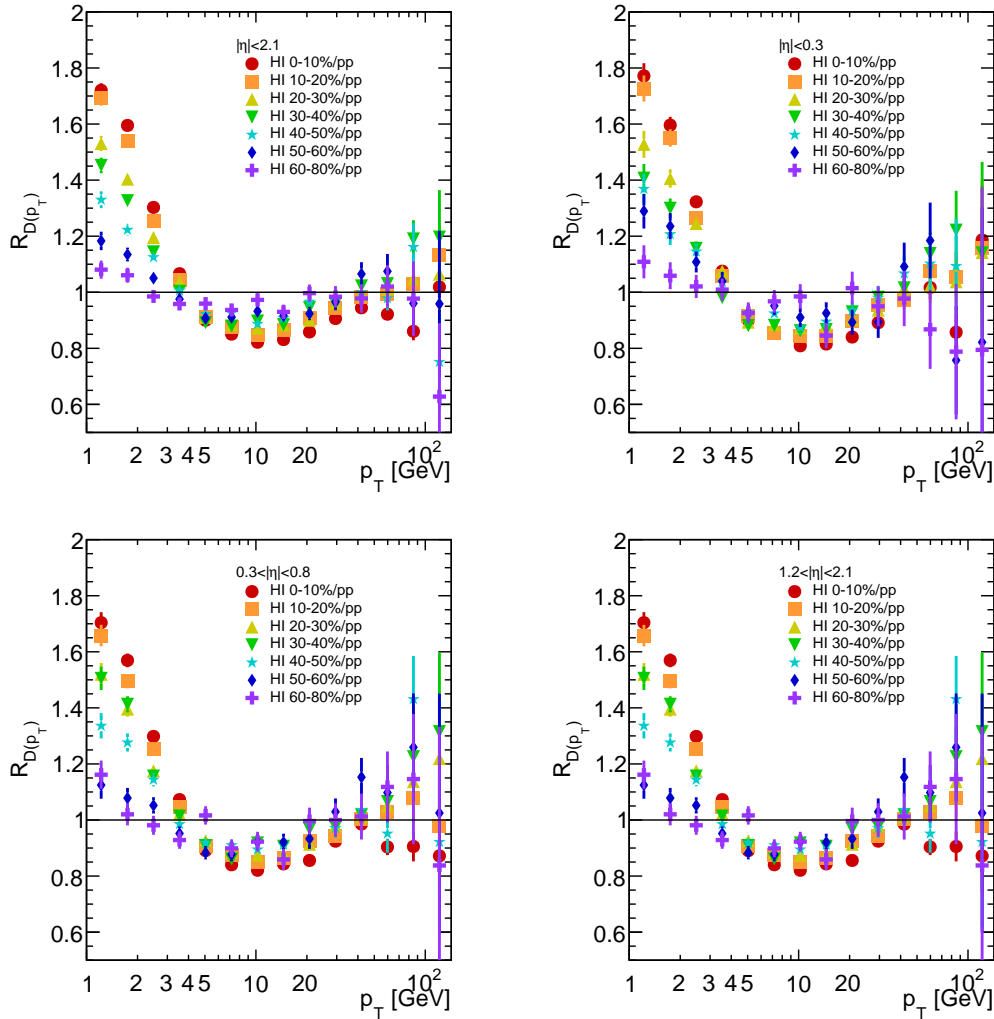 |η|<2.1
HI 0-10%/pp
HI 10-20%/pp
HI 20-30%/pp
HI 30-40%/pp
HI 40-50%/pp
HI 50-60%/pp
HI 60-80%/pp
2
1.8
1.6
1.4
1.2
1
0.8
0.6
R_D(p_T)
1 2 3 4 5 10 20 10²
p_T [GeV]
|η|<0.3
HI 0-10%/pp
HI 10-20%/pp
HI 20-30%/pp
HI 30-40%/pp
HI 40-50%/pp
HI 50-60%/pp
HI 60-80%/pp
2
1.8
1.6
1.4
1.2
1
0.8
0.6
R_D(p_T)
1 2 3 4 5 10 20 10²
p_T [GeV]
0.3<|η|<0.8
HI 0-10%/pp
HI 10-20%/pp
HI 20-30%/pp
HI 30-40%/pp
HI 40-50%/pp
HI 50-60%/pp
HI 60-80%/pp
2
1.8
1.6
1.4
1.2
1
0.8
0.6
R_D(p_T)
1 2 3 4 5 10 20 10²
p_T [GeV]
1.2<|η|<2.1
HI 0-10%/pp
HI 10-20%/pp
HI 20-30%/pp
HI 30-40%/pp
HI 40-50%/pp
HI 50-60%/pp
HI 60-80%/pp
2
1.8
1.6
1.4
1.2
1
0.8
0.6
R_D(p_T)
1 2 3 4 5 10 20 10²
p_T [GeV]